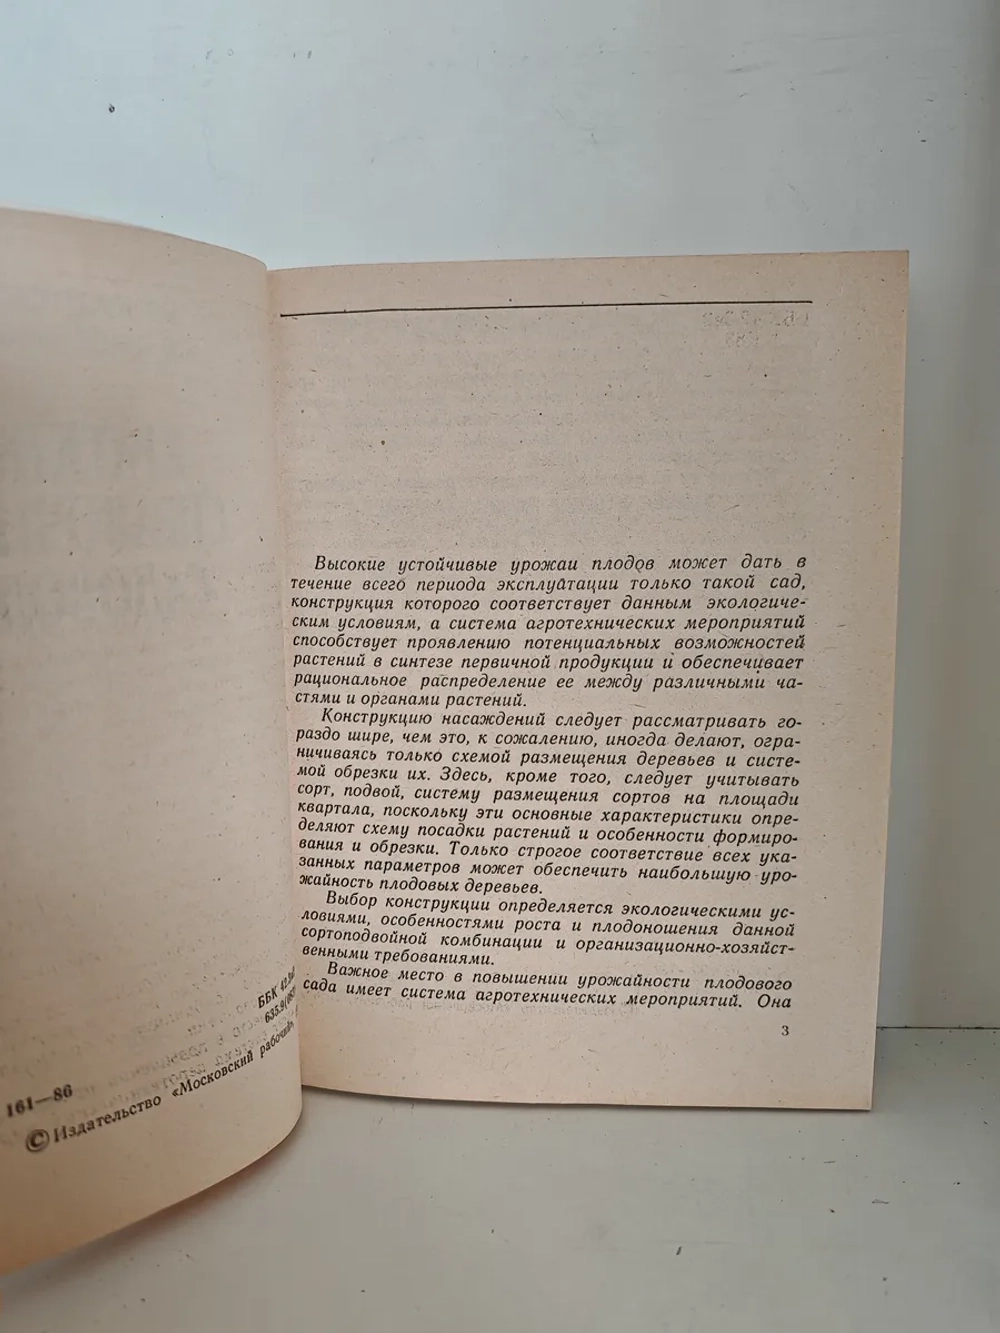 ББК 42.
635.9(
161—86
© Издательство «Московский рабочий»,
Высокие устойчивые урожаи плодов может дать в
течение всего периода эксплуатации только такой сад,
конструкция которого соответствует данным экологиче-
ским условиям, а система агротехнических мероприятий
способствует проявлению потенциальных возможностей
растений в синтезе первичной продукции и обеспечивает
рациональное распределение ее между различными ча-
стями и органами растений.
Конструкцию насаждений следует рассматривать го-
раздо шире, чем это, к сожалению, иногда делают, огра-
ничиваясь только схемой размещения деревьев и систе-
мой обрезки их. Здесь, кроме того, следует учитывать
сорт, подвой, систему размещения сортов на площади
квартала, поскольку эти основные характеристики опре-
деляют схему посадки растений и особенности формиро-
вания и обрезки. Только строгое соответствие всех ука-
занных параметров может обеспечить наибольшую уро-
жайность плодовых деревьев.
Выбор конструкции определяется экологическими ус-
ловиями, особенностями роста и плодоношения данной
сортоподвойной комбинации и организационно-хозяйст-
венными требованиями.
Важное место в повышении урожайности плодового
сада имеет система агротехнических мероприятий. Она
3